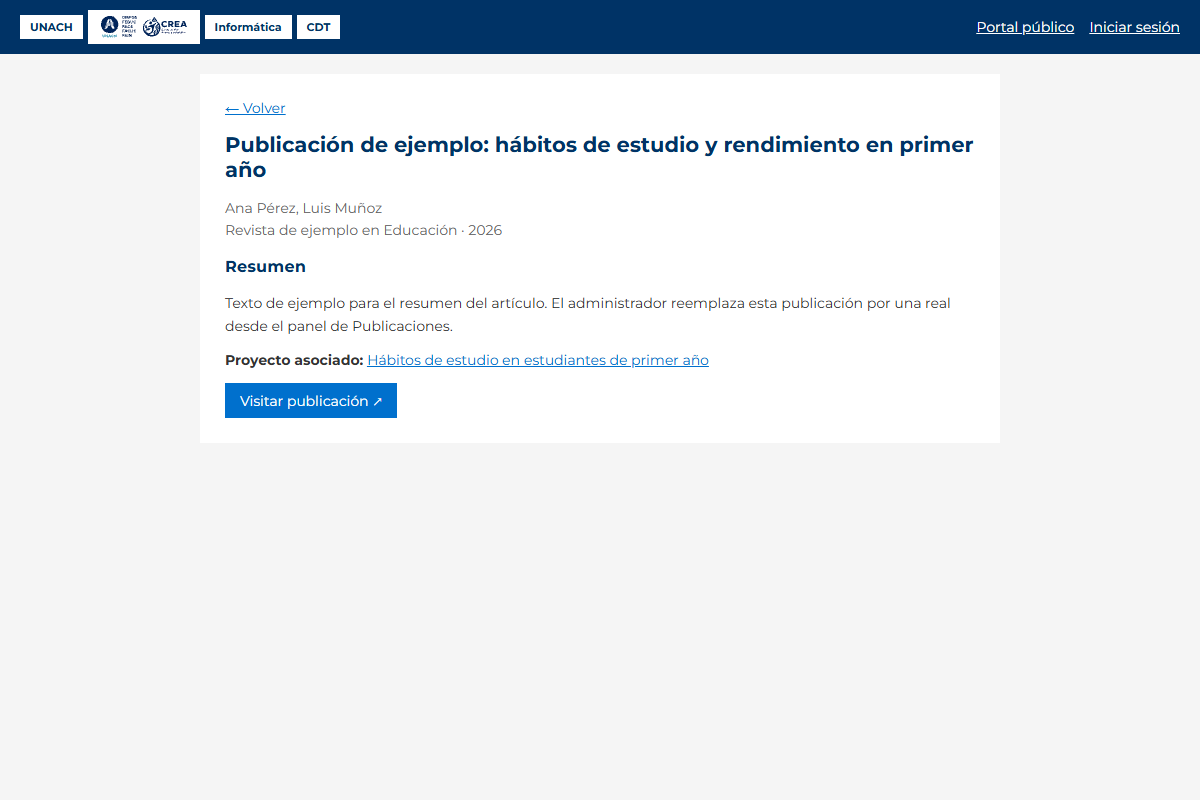 UNACH
UNACH
CREA
Informática
CDT
Portal público
Iniciar sesión
← Volver
Publicación de ejemplo: hábitos de estudio y rendimiento en primer
año
Ana Pérez, Luis Muñoz
Revista de ejemplo en Educación · 2026
Resumen
Texto de ejemplo para el resumen del artículo. El administrador reemplaza esta publicación por una real
desde el panel de Publicaciones.
Proyecto asociado: Hábitos de estudio en estudiantes de primer año
Visitar publicación ↗